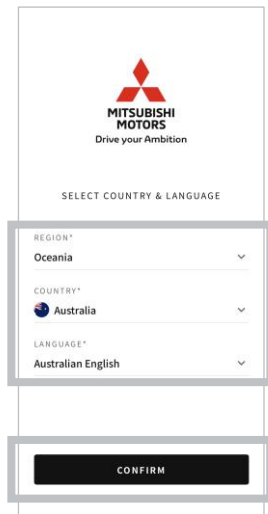 MITSUBISHI
MOTORS
Drive your Ambition
SELECT COUNTRY & LANGUAGE
REGION*
Oceania
COUNTRY*
Australia
LANGUAGE*
Australian English
CONFIRM